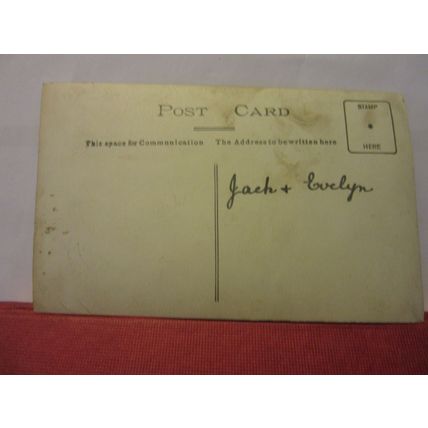 POST CARD
STAMP
HERE
This space for Communication The Address to be written here
Jack + Evelyn